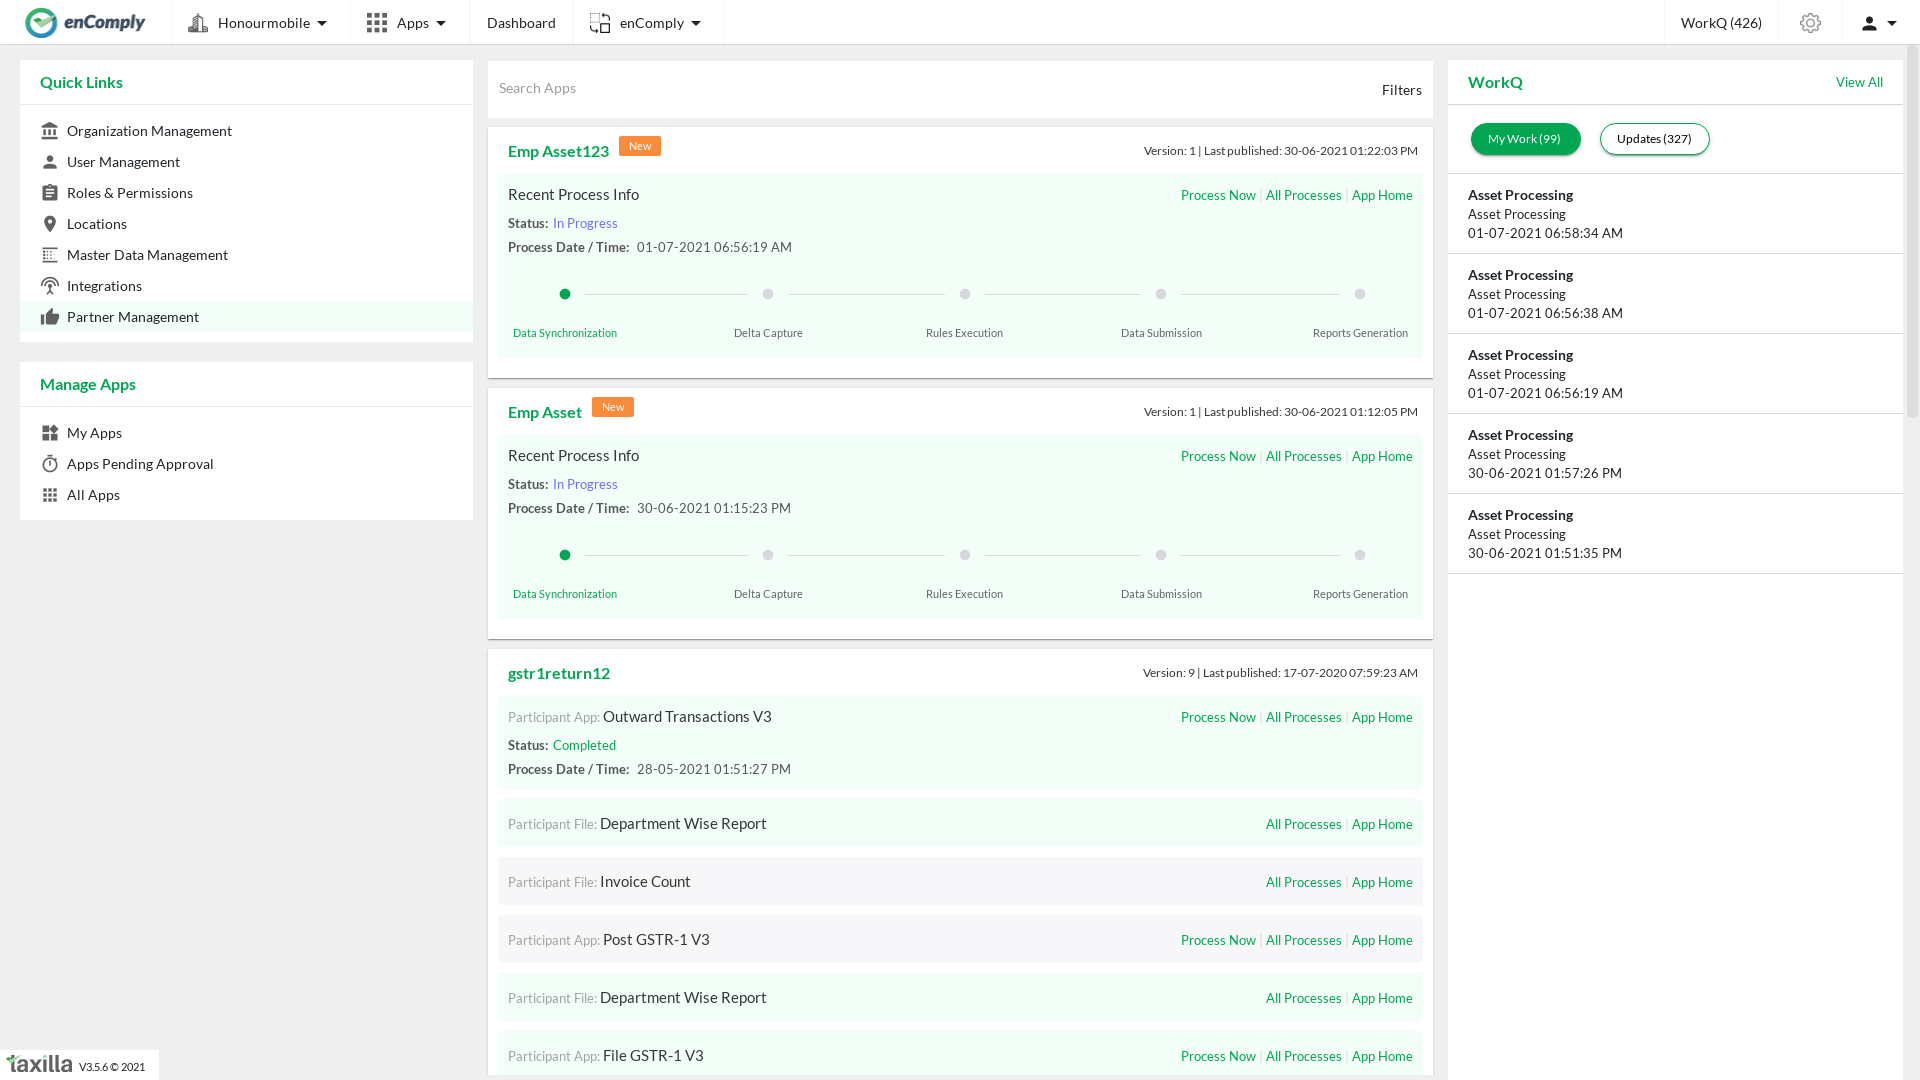 enComply
Honourmobile
Apps
Dashboard
enComply
WorkQ (426)
Quick Links
Organization Management
User Management
Roles & Permissions
Locations
Master Data Management
Integrations
Partner Management
Manage Apps
My Apps
Apps Pending Approval
All Apps
taxilla V3.5.6 © 2021
Search Apps
Filters
Emp Asset123 New
Version: 1 | Last published: 30-06-2021 01:22:03 PM
Recent Process Info
Process Now | All Processes | App Home
Status: In Progress
Process Date / Time: 01-07-2021 06:56:19 AM
Data Synchronization
Delta Capture
Rules Execution
Data Submission
Reports Generation
Emp Asset New
Version: 1 | Last published: 30-06-2021 01:12:05 PM
Recent Process Info
Process Now | All Processes | App Home
Status: In Progress
Process Date / Time: 30-06-2021 01:15:23 PM
Data Synchronization
Delta Capture
Rules Execution
Data Submission
Reports Generation
gstr1return12
Version: 9 | Last published: 17-07-2020 07:59:23 AM
Participant App: Outward Transactions V3
Process Now | All Processes | App Home
Status: Completed
Process Date / Time: 28-05-2021 01:51:27 PM
Participant File: Department Wise Report
All Processes | App Home
Participant File: Invoice Count
All Processes | App Home
Participant App: Post GSTR-1 V3
Process Now | All Processes | App Home
Participant File: Department Wise Report
All Processes | App Home
Participant App: File GSTR-1 V3
Process Now | All Processes | App Home
WorkQ
View All
My Work (99)
Updates (327)
Asset Processing
Asset Processing
01-07-2021 06:58:34 AM
Asset Processing
Asset Processing
01-07-2021 06:56:38 AM
Asset Processing
Asset Processing
01-07-2021 06:56:19 AM
Asset Processing
Asset Processing
30-06-2021 01:57:26 PM
Asset Processing
Asset Processing
30-06-2021 01:51:35 PM